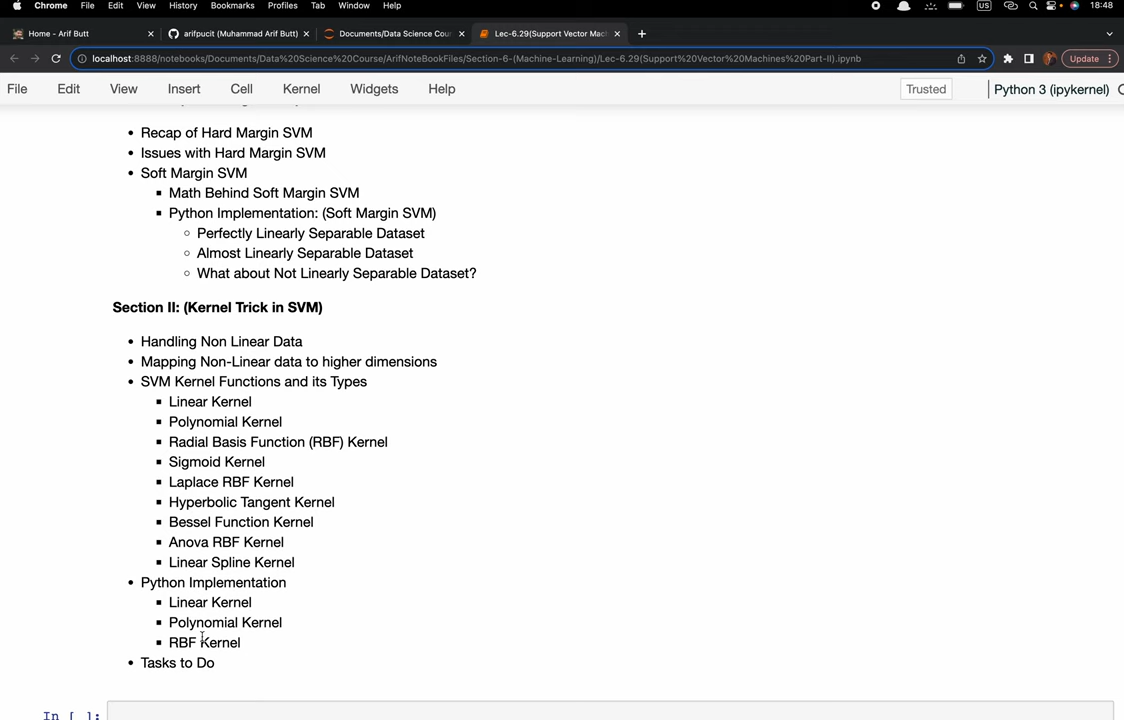 Chrome File Edit View History Bookmarks Profiles Tab Window Help US 18:48
Home - Arif Butt arifpucit (Muhammad Arif Butt) Documents/Data Science Cou Lec-6.29(Support Vector Mac
localhost:8888/notebooks/Documents/Data%20Science%20Course/ArifNoteBookFiles/Section-6-(Machine-Learning)/Lec-6.29(Support%20Vector%20Machines%20Part-II).ipynb Update
File Edit View Insert Cell Kernel Widgets Help Trusted Python 3 (ipykernel)
• Recap of Hard Margin SVM
• Issues with Hard Margin SVM
• Soft Margin SVM
▪ Math Behind Soft Margin SVM
▪ Python Implementation: (Soft Margin SVM)
◦ Perfectly Linearly Separable Dataset
◦ Almost Linearly Separable Dataset
◦ What about Not Linearly Separable Dataset?
Section II: (Kernel Trick in SVM)
• Handling Non Linear Data
• Mapping Non-Linear data to higher dimensions
• SVM Kernel Functions and its Types
▪ Linear Kernel
▪ Polynomial Kernel
▪ Radial Basis Function (RBF) Kernel
▪ Sigmoid Kernel
▪ Laplace RBF Kernel
▪ Hyperbolic Tangent Kernel
▪ Bessel Function Kernel
▪ Anova RBF Kernel
▪ Linear Spline Kernel
• Python Implementation
▪ Linear Kernel
▪ Polynomial Kernel
▪ RBF Kernel
• Tasks to Do
In [ ]: